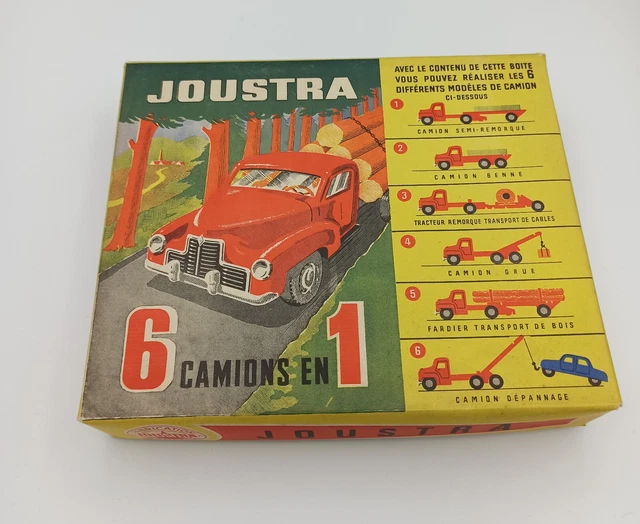 JOUSTRA
6 CAMIONS EN 1
AVEC LE CONTENU DE CETTE BOITE
VOUS POUVEZ RÉALISER LES 6
DIFFÉRENTS MODÈLES DE CAMION
CI-DESSOUS
1
CAMION SEMI-REMORQUE
2
CAMION BENNE
3
TRACTEUR REMORQUE TRANSPORT DE CABLES
4
CAMION GRUE
5
FARDIER TRANSPORT DE BOIS
6
CAMION DÉPANNAGE
JOUSTRA
JOUSTRA